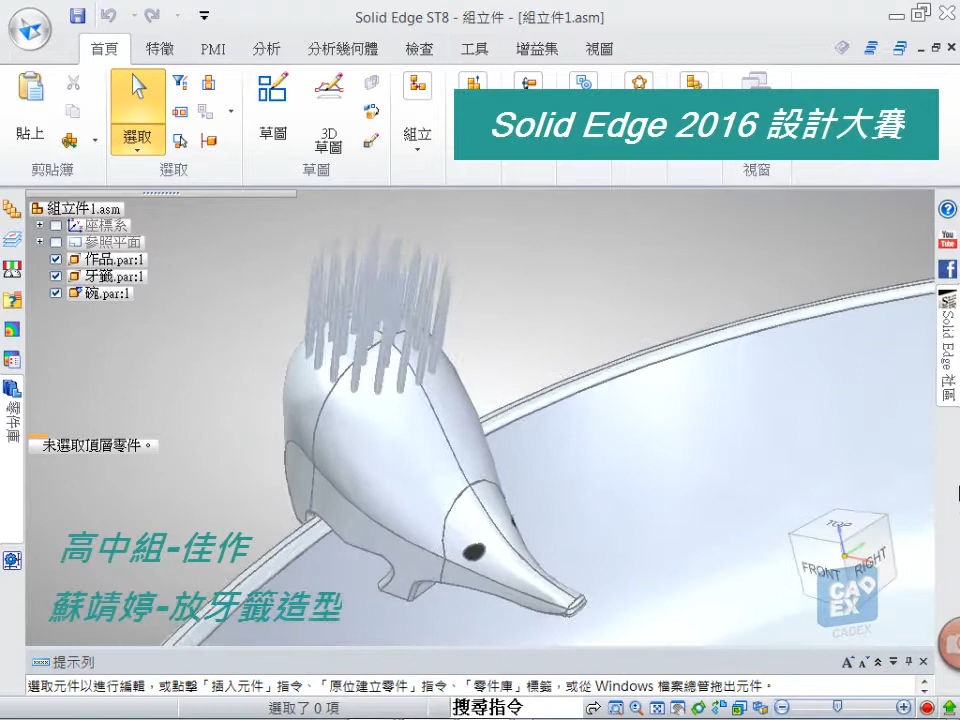 Solid Edge ST8 - 組立件 - [組立件1.asm]
首頁 特徵 PMI 分析 分析幾何體 檢查 工具 增益集 視圖
貼上
選取
草圖
3D
草圖
組立
剪貼簿 選取 草圖 視窗
Solid Edge 2016 設計大賽
組立件1.asm
座標系
參照平面
作品.par:1
牙籤.par:1
碗.par:1
You
Tube
Solid Edge 社區
零件庫
未選取頂層零件。
TOP
FRONT
RIGHT
CAD
EX
CADEX
高中組-佳作
蘇靖婷-放牙籤造型
提示列
選取元件以進行編輯，或點擊「插入元件」指令、「原位建立零件」指令、「零件庫」標籤，或從 Windows 檔案總管拖出元件。
選取了 0 項
搜尋指令